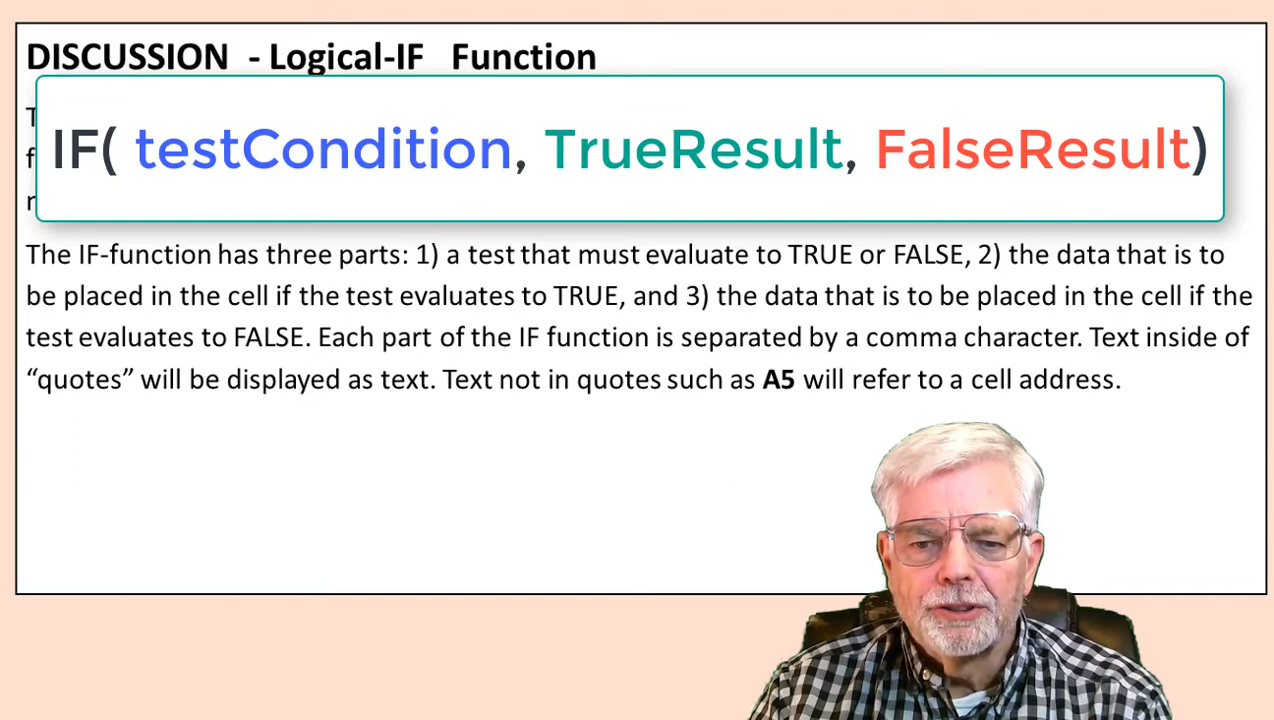 DISCUSSION - Logical-IF Function
IF( testCondition, TrueResult, FalseResult)
The IF-function has three parts: 1) a test that must evaluate to TRUE or FALSE, 2) the data that is to
be placed in the cell if the test evaluates to TRUE, and 3) the data that is to be placed in the cell if the
test evaluates to FALSE. Each part of the IF function is separated by a comma character. Text inside of
“quotes” will be displayed as text. Text not in quotes such as A5 will refer to a cell address.